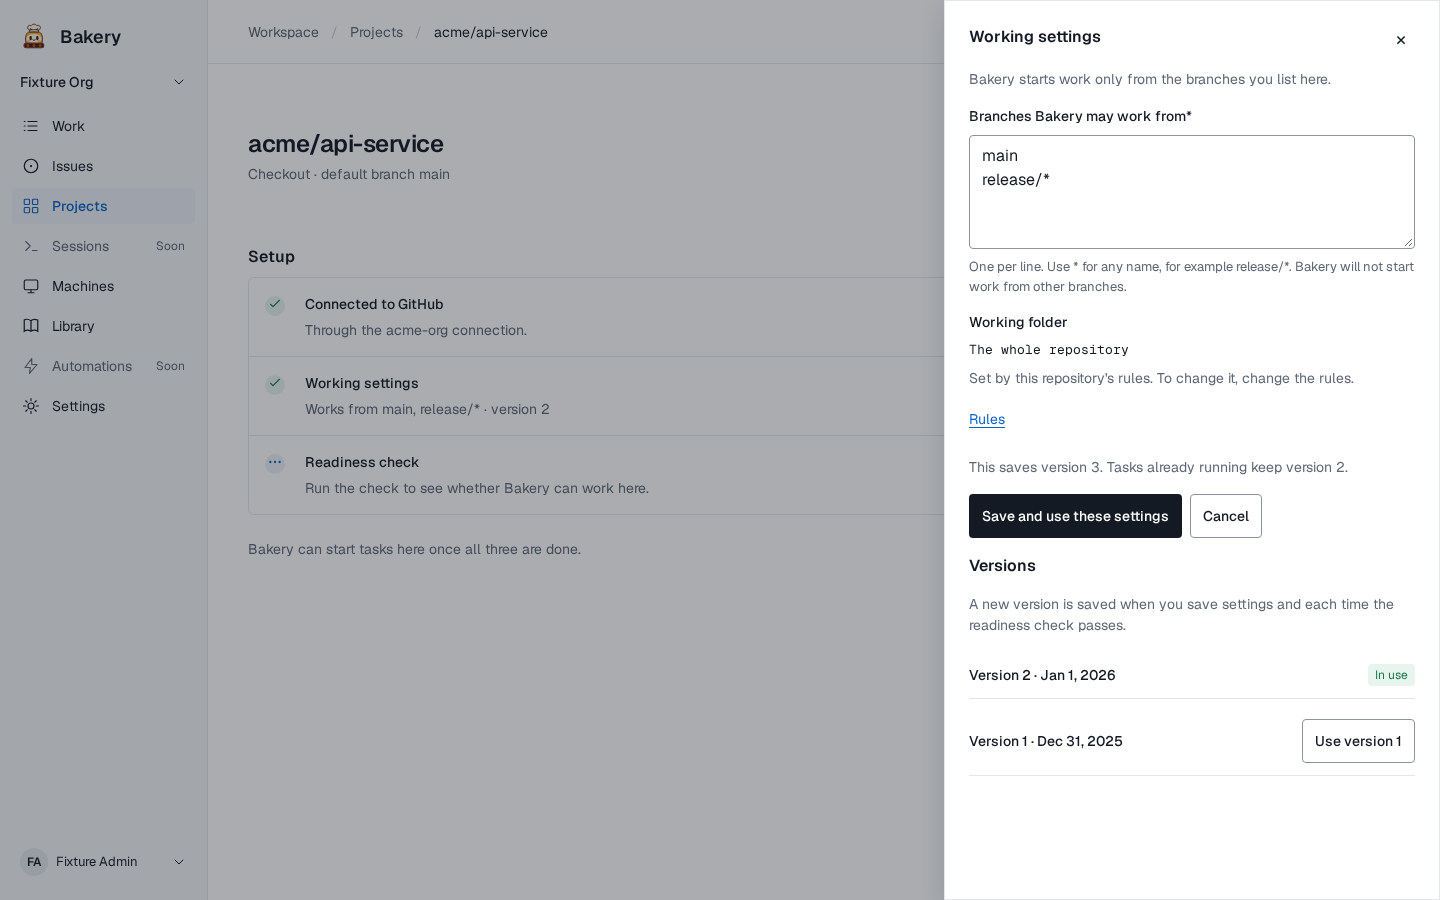 Bakery
Fixture Org
Work
Issues
Projects
Sessions Soon
Machines
Library
Automations Soon
Settings
FA Fixture Admin
Workspace / Projects / acme/api-service
acme/api-service
Checkout · default branch main
Setup
Connected to GitHub
Through the acme-org connection.
Working settings
Works from main, release/* · version 2
Readiness check
Run the check to see whether Bakery can work here.
Bakery can start tasks here once all three are done.
Working settings
Bakery starts work only from the branches you list here.
Branches Bakery may work from*
main
release/*
One per line. Use * for any name, for example release/*. Bakery will not start
work from other branches.
Working folder
The whole repository
Set by this repository's rules. To change it, change the rules.
Rules
This saves version 3. Tasks already running keep version 2.
Save and use these settings Cancel
Versions
A new version is saved when you save settings and each time the
readiness check passes.
Version 2 · Jan 1, 2026 In use
Version 1 · Dec 31, 2025 Use version 1